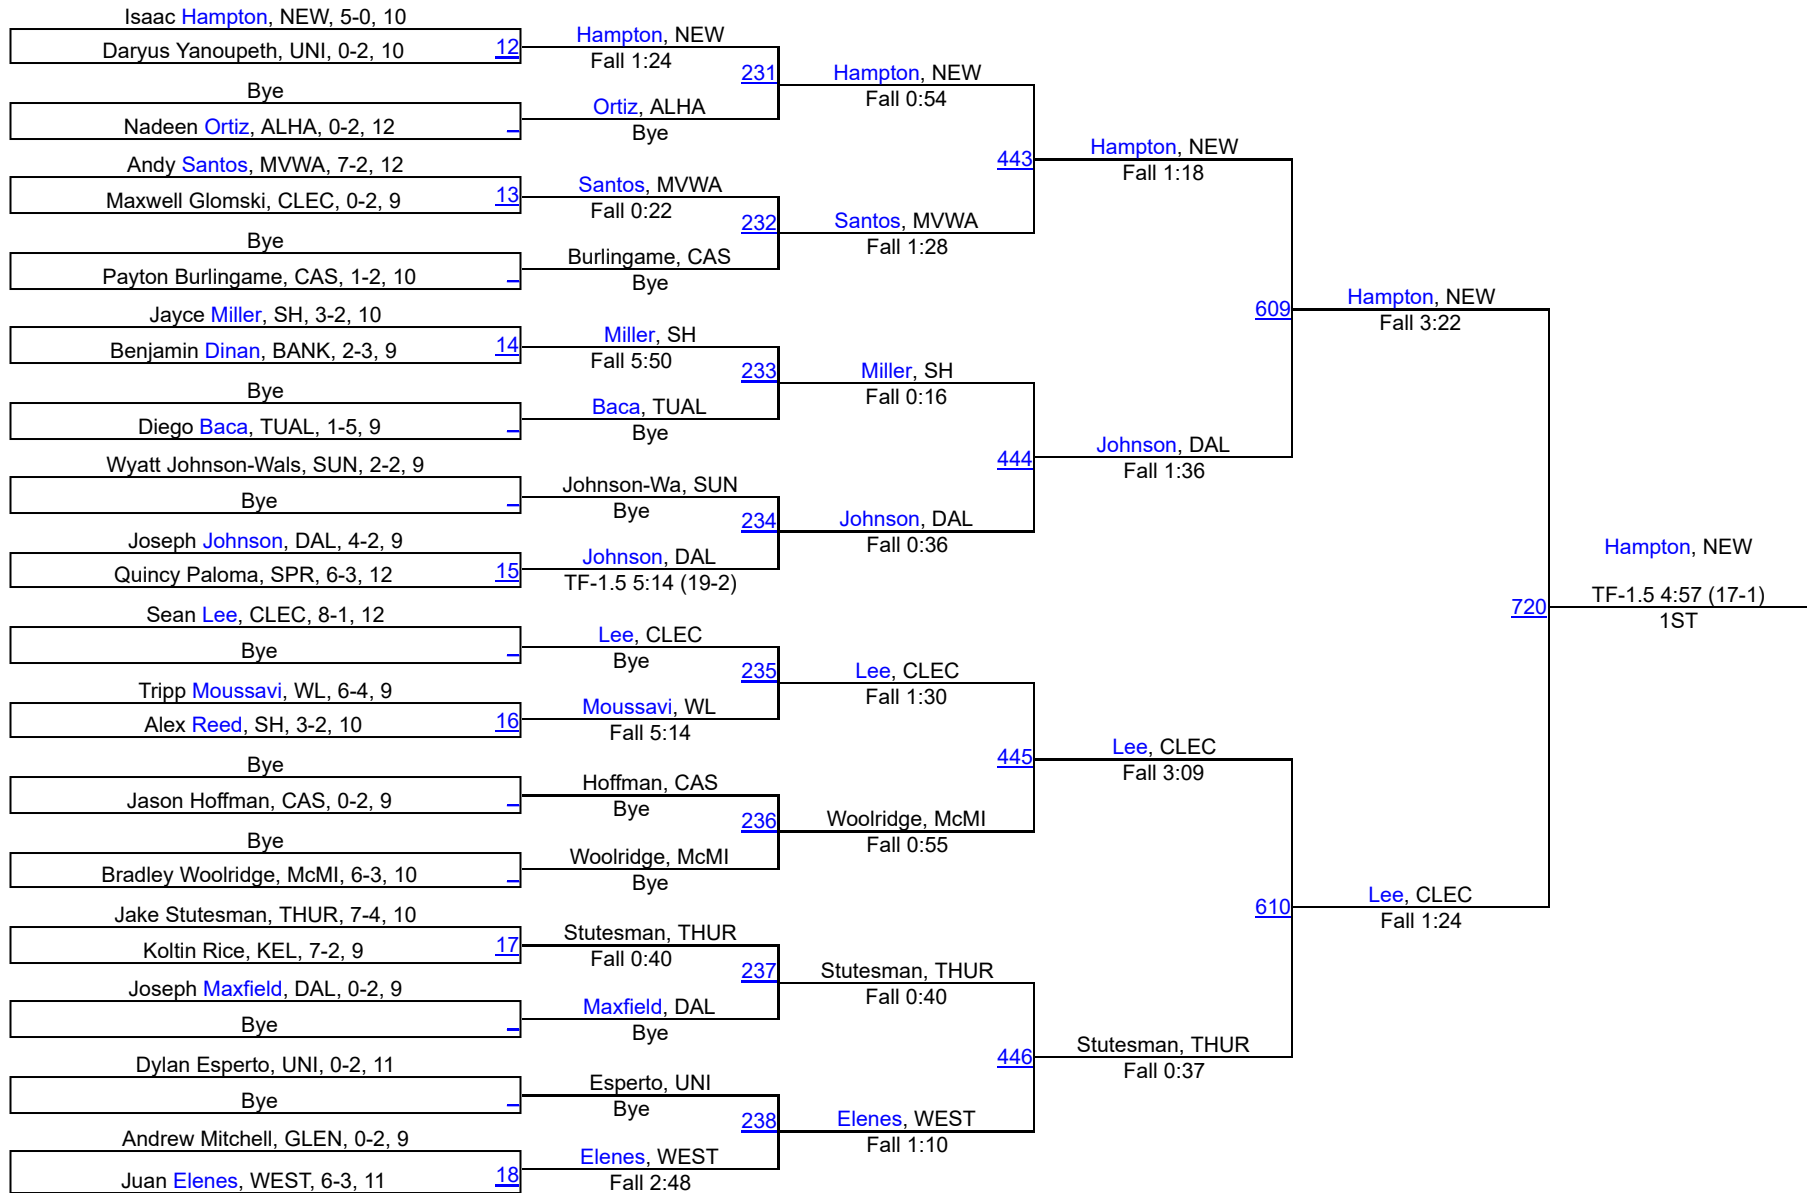 Isaac Hampton, NEW, 5-0, 10
Daryus Yanoupeth, UNI, 0-2, 10
12
Bye
Nadeen Ortiz, ALHA, 0-2, 12
Andy Santos, MVWA, 7-2, 12
Maxwell Glomski, CLEC, 0-2, 9
13
Bye
Payton Burlingame, CAS, 1-2, 10
Jayce Miller, SH, 3-2, 10
Benjamin Dinan, BANK, 2-3, 9
14
Bye
Diego Baca, TUAL, 1-5, 9
Wyatt Johnson-Wals, SUN, 2-2, 9
Bye
Joseph Johnson, DAL, 4-2, 9
Quincy Paloma, SPR, 6-3, 12
15
Sean Lee, CLEC, 8-1, 12
Bye
Tripp Moussavi, WL, 6-4, 9
Alex Reed, SH, 3-2, 10
16
Bye
Jason Hoffman, CAS, 0-2, 9
Bye
Bradley Woolridge, McMI, 6-3, 10
Jake Stutesman, THUR, 7-4, 10
Koltin Rice, KEL, 7-2, 9
17
Joseph Maxfield, DAL, 0-2, 9
Bye
Dylan Esperto, UNI, 0-2, 11
Bye
Andrew Mitchell, GLEN, 0-2, 9
Juan Elenes, WEST, 6-3, 11
18
Hampton, NEW
Fall 1:24
231
Ortiz, ALHA
Bye
Santos, MVWA
Fall 0:22
232
Burlingame, CAS
Bye
Miller, SH
Fall 5:50
233
Baca, TUAL
Bye
Johnson-Wa, SUN
Bye
234
Johnson, DAL
TF-1.5 5:14 (19-2)
Lee, CLEC
Bye
235
Moussavi, WL
Fall 5:14
Hoffman, CAS
Bye
236
Woolridge, McMI
Bye
Stutesman, THUR
Fall 0:40
237
Maxfield, DAL
Bye
Esperto, UNI
Bye
238
Elenes, WEST
Fall 2:48
Hampton, NEW
Fall 0:54
443
Santos, MVWA
Fall 1:28
Miller, SH
Fall 0:16
444
Johnson, DAL
Fall 0:36
Lee, CLEC
Fall 1:30
445
Woolridge, McMI
Fall 0:55
Stutesman, THUR
Fall 0:40
446
Elenes, WEST
Fall 1:10
Hampton, NEW
Fall 1:18
609
Johnson, DAL
Fall 1:36
Lee, CLEC
Fall 3:09
610
Stutesman, THUR
Fall 0:37
Hampton, NEW
Fall 3:22
720
Lee, CLEC
Fall 1:24
Hampton, NEW
TF-1.5 4:57 (17-1)
1ST